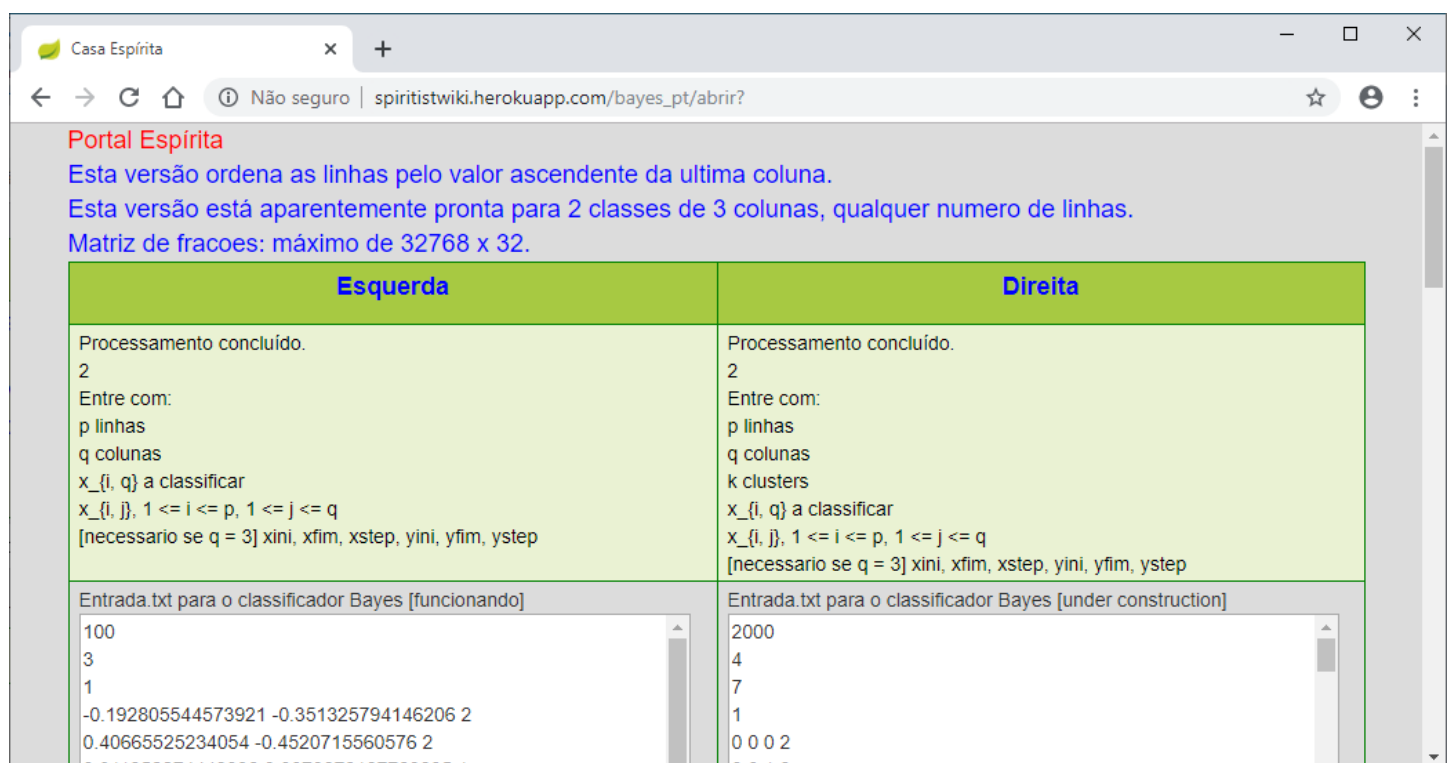 Casa Espírita
Não seguro
spiritistwiki.herokuapp.com/bayes_pt/abrir?
Portal Espírita
Esta versão ordena as linhas pelo valor ascendente da ultima coluna.
Esta versão está aparentemente pronta para 2 classes de 3 colunas, qualquer numero de linhas.
Matriz de fracoes: máximo de 32768 x 32.
Esquerda
Processamento concluído.
2
Entre com:
p linhas
q colunas
x_{i, q} a classificar
x_{i, j}, 1 <= i <= p, 1 <= j <= q
[necessario se q = 3] xini, xfim, xstep, yini, yfim, ystep
Entrada.txt para o classificador Bayes [funcionando]
100
3
1
-0.192805544573921 -0.351325794146206 2
0.40665525234054 -0.4520715560576 2
Direita
Processamento concluído.
2
Entre com:
p linhas
q colunas
k clusters
x_{i, q} a classificar
x_{i, j}, 1 <= i <= p, 1 <= j <= q
[necessario se q = 3] xini, xfim, xstep, yini, yfim, ystep
Entrada.txt para o classificador Bayes [under construction]
2000
4
7
1
0 0 0 2